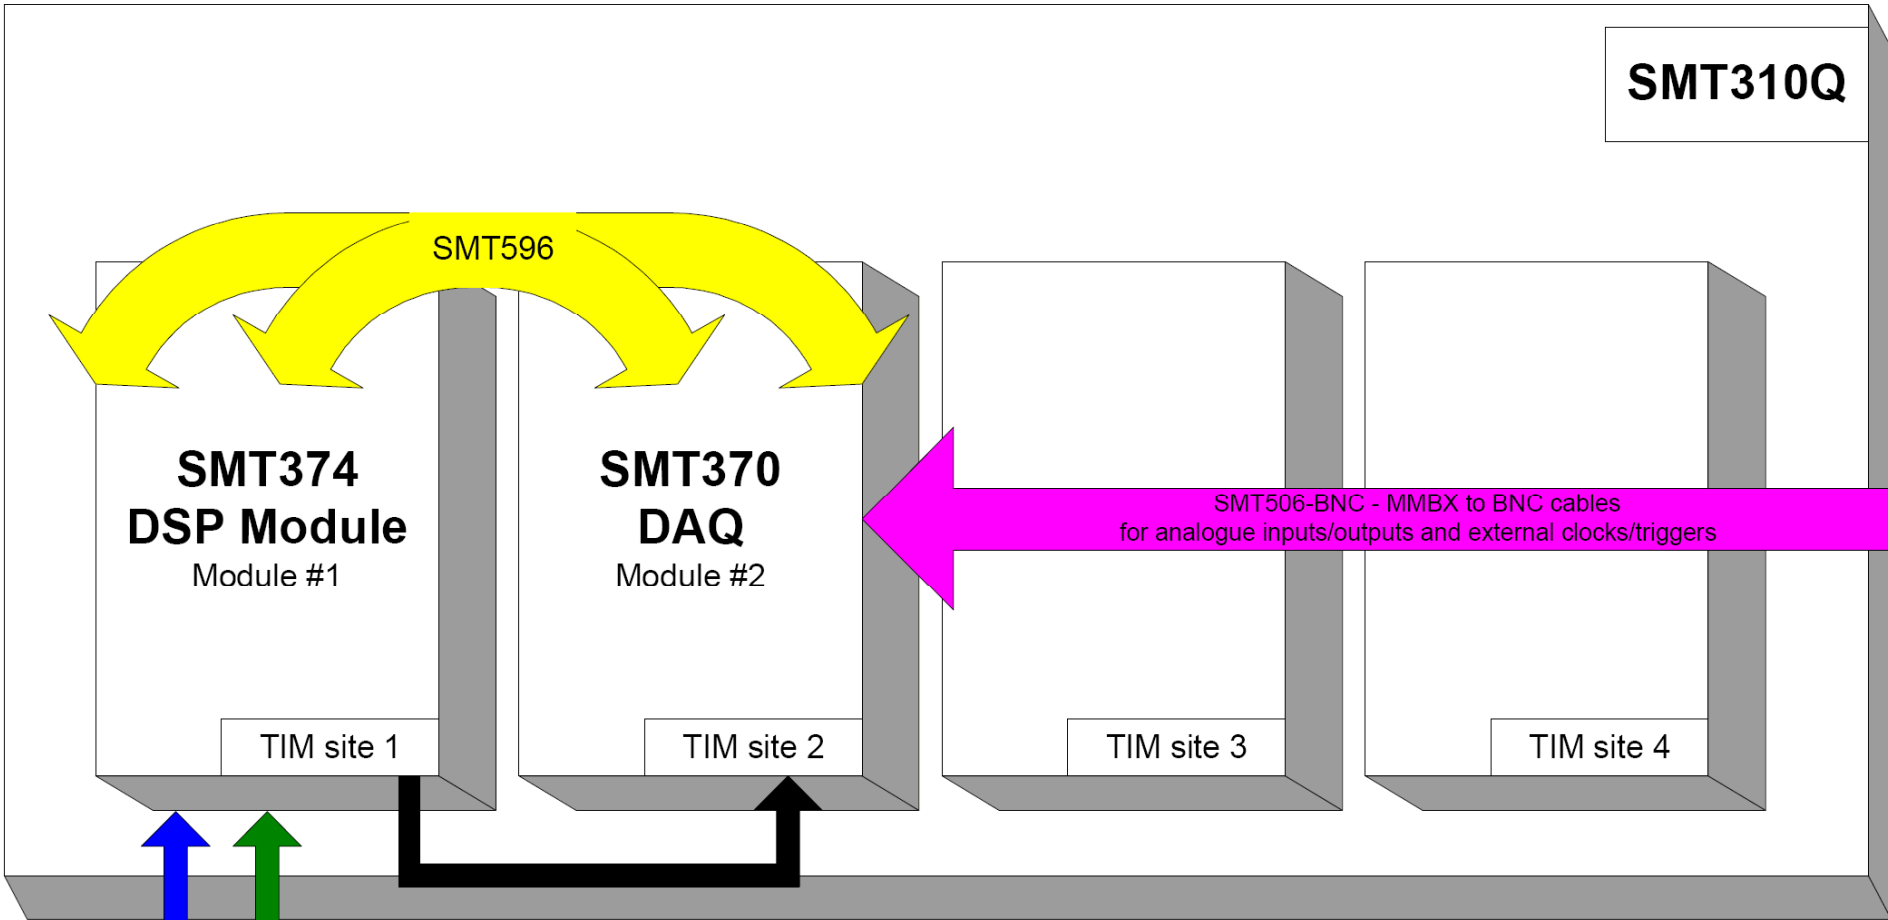 SMT310Q
SMT596
SMT374
DSP Module
Module #1
SMT370
DAQ
Module #2
SMT506-BNC - MMBX to BNC cables
for analogue inputs/outputs and external clocks/triggers
TIM site 1
TIM site 2
TIM site 3
TIM site 4